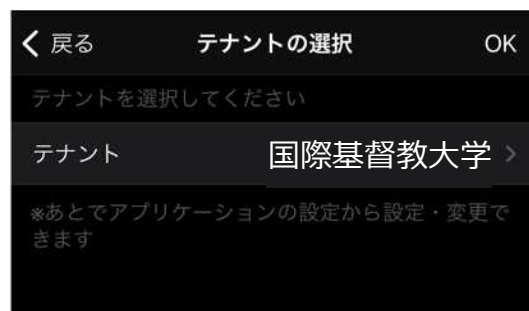 戻る テナントの選択 OK
テナントを選択してください
テナント 国際基督教大学
※あとでアプリケーションの設定から設定・変更で
きます